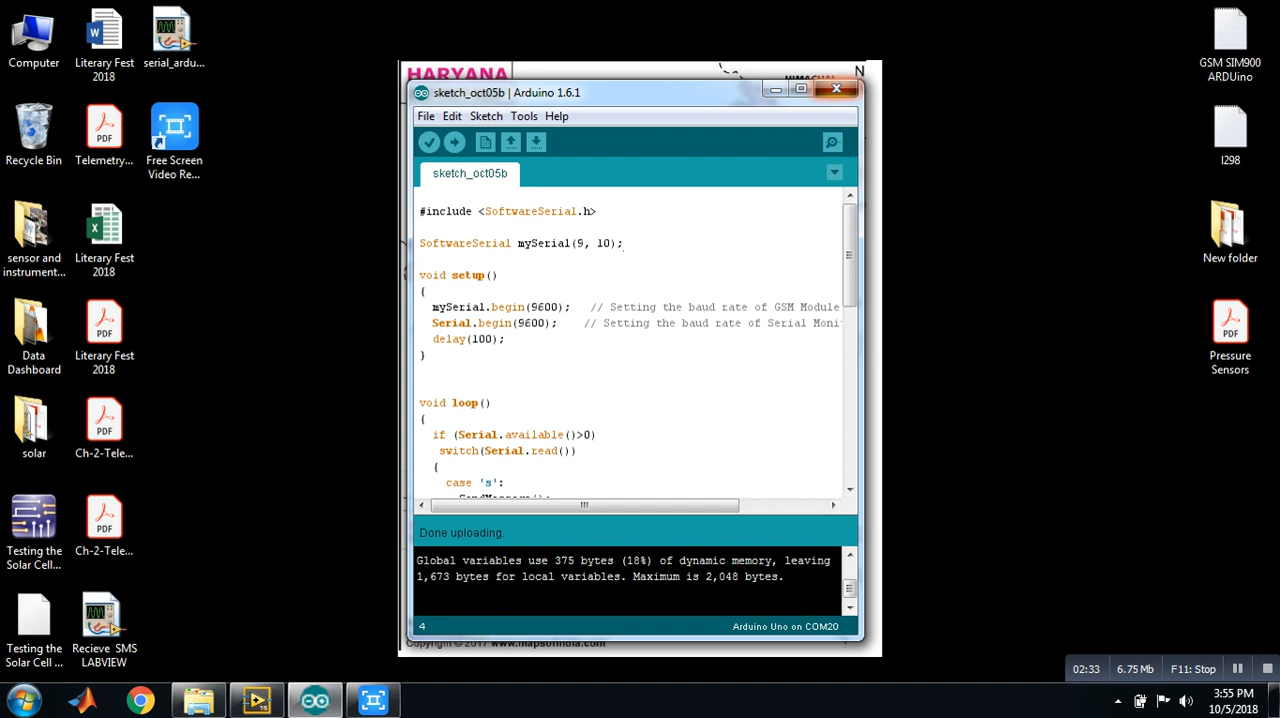 Computer
Literary Fest
2018
serial_ardu...
Recycle Bin
Telemetry...
Free Screen
Video Re...
sensor and
instrument...
Literary Fest
2018
Data
Dashboard
Literary Fest
2018
solar
Ch-2-Tele...
Testing the
Solar Cell...
Ch-2-Tele...
Testing the
Solar Cell ...
Recieve SMS
LABVIEW
HARYANA
N
sketch_oct05b | Arduino 1.6.1
File Edit Sketch Tools Help
sketch_oct05b
#include <SoftwareSerial.h>
SoftwareSerial mySerial(9, 10);
void setup()
{
mySerial.begin(9600);   // Setting the baud rate of GSM Module
Serial.begin(9600);    // Setting the baud rate of Serial Moni
delay(100);
}
void loop()
{
if (Serial.available()>0)
switch(Serial.read())
{
case 's':
SendMessage();
Done uploading.
Global variables use 375 bytes (18%) of dynamic memory, leaving
1,673 bytes for local variables. Maximum is 2,048 bytes.
4
Arduino Uno on COM20
Copyright © 2017 www.mapsofindia.com
GSM SIM900
ARDUino
l298
New folder
Pressure
Sensors
02:33 6.75 Mb F11: Stop
3:55 PM
10/5/2018